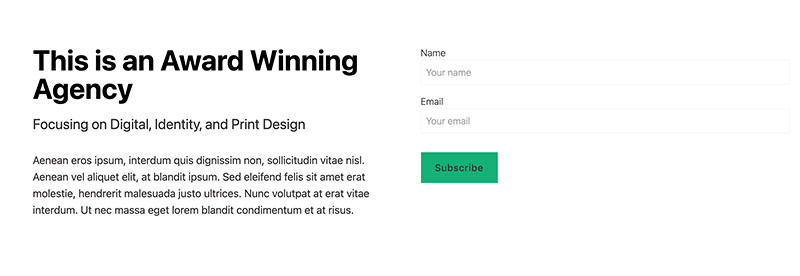 This is an Award Winning
Agency
Focusing on Digital, Identity, and Print Design
Aenean eros ipsum, interdum quis dignissim non, sollicitudin vitae nisl.
Aenean vel aliquet elit, at blandit ipsum. Sed eleifend felis sit amet erat
molestie, hendrerit malesuada justo ultrices. Nunc volutpat at erat vitae
interdum. Ut nec massa eget lorem blandit condimentum et at risus.
Name
Your name
Email
Your email
Subscribe